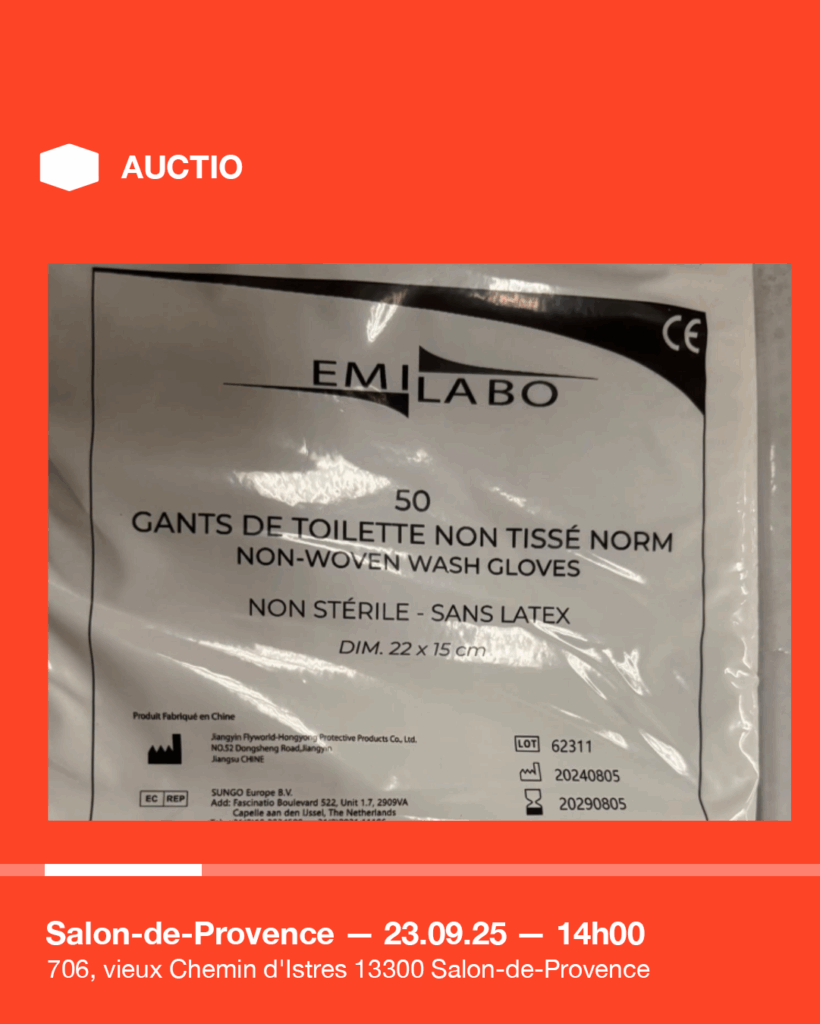 AUCTIO
CE
EMILABO
50
GANTS DE TOILETTE NON TISSÉ NORM
NON-WOVEN WASH GLOVES
NON STÉRILE - SANS LATEX
DIM. 22 x 15 cm
Produit Fabriqué en Chine
Jiangyin Flyworld-Hongyong Protective Products Co., Ltd.
NO.32 Dongsheng Road,Jiangyin
Jiangsu CHINE
LOT 62311
20240805
EC REP
SUNGO Europe B.V.
Add: Fascinatio Boulevard 522, Unit 1.7, 2909VA
Capelle aan den IJssel, The Netherlands
20290805
Salon-de-Provence — 23.09.25 — 14h00
706, vieux Chemin d'Istres 13300 Salon-de-Provence